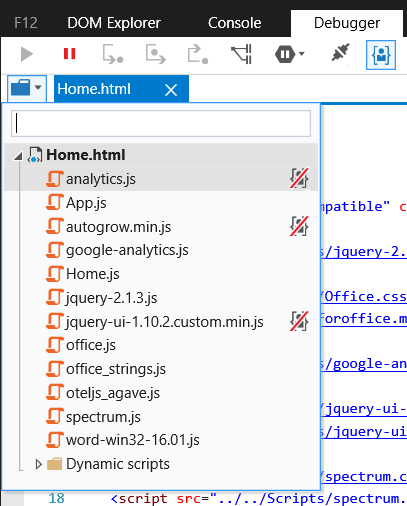 F12 DOM Explorer Console Debugger
Home.html
Home.html
analytics.js
App.js
mpatible" c
autogrow.min.js
google-analytics.js
s/jquery-2.
Home.js
jquery-2.1.3.js
/Office.css
jquery-ui-1.10.2.custom.min.js
foroffice.m
office.js
office_strings.js
s/google-an
oteljs_agave.js
/jquery-ui-
spectrum.js
/jquery-ui
word-win32-16.01.js
Dynamic scripts
/spectrum.c
18 <script src="../../Scripts/spectrum.